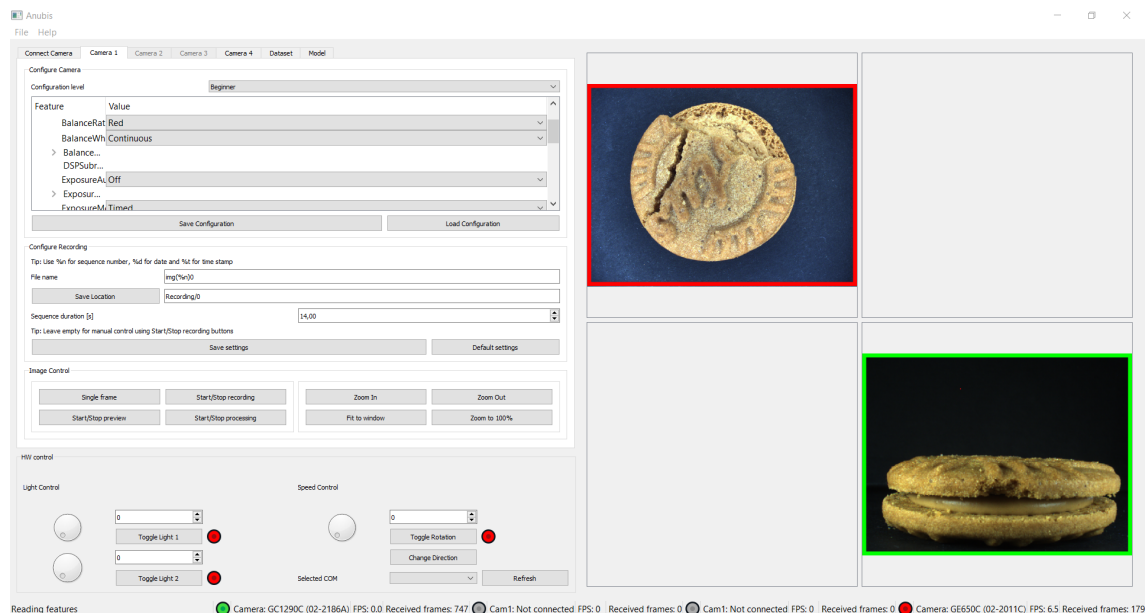 Anubis
File Help
Connect Camera Camera 1 Camera 2 Camera 3 Camera 4 Dataset Model
Configure Camera
Configuration level Beginner
Feature Value
BalanceRat Red
BalanceWh Continuous
Balance...
DSPSubr...
ExposureAu Off
Exposur...
ExposureMo Timed
Save Configuration Load Configuration
Configure Recording
Tip: Use %n for sequence number, %d for date and %t for time stamp
File name img(%n)0
Save Location Recording/0
Sequence duration [s] 14,00
Tip: Leave empty for manual control using Start/Stop recording buttons
Save settings Default settings
Image Control
Single frame Start/Stop recording Zoom In Zoom Out
Start/Stop preview Start/Stop processing Fit to window Zoom to 100%
HW control
Light Control Speed Control
0 0
Toggle Light 1 Toggle Rotation
0 Change Direction
Toggle Light 2 Selected COM Refresh
Reading features Camera: GC1290C (02-2186A) FPS: 0.0 Received frames: 747 Cam1: Not connected FPS: 0 Received frames: 0 Cam1: Not connected FPS: 0 Received frames: 0 Camera: GE650C (02-2011C) FPS: 6.5 Received frames: 179